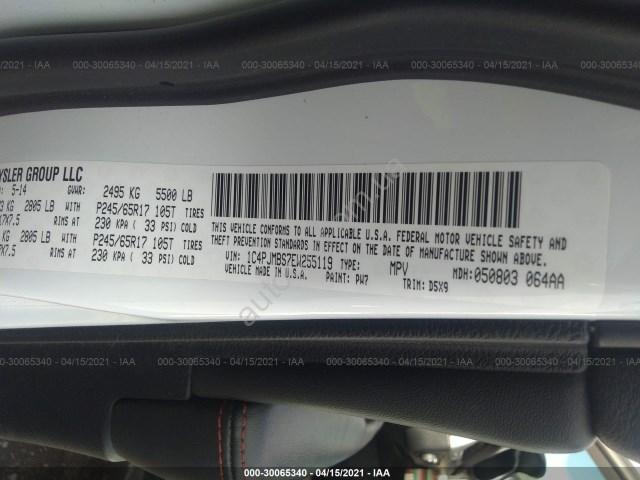 000-30065340 - 04/15/2021 - IAA 000-30065340 - 04/15/2021 - IAA 000-30065340 - 04/15/2021 - IAA
YSLER GROUP LLC
5-14 GVWR: 2495 KG 5500 LB
KG 2805 LB P245/65R17 105T TIRES
17X7.5 RIMS AT 230 KPA ( 33 PSI) COLD
KG 2805 LB P245/65R17 105T TIRES
7X7.5 RIMS AT 230 KPA ( 33 PSI) COLD
THIS VEHICLE CONFORMS TO ALL APPLICABLE U.S.A. FEDERAL MOTOR VEHICLE SAFETY AND
THEFT PREVENTION STANDARDS IN EFFECT ON THE DATE OF MANUFACTURE SHOWN ABOVE.
VIN: 1C4PJMBS7EW255119 TYPE: MPV MDH:050803 064AA
PAINT: PW7 TRIM: D5X9
000-30065340 - 04/15/2021 - IAA 000-30065340 - 04/15/2021 - IAA 000-30065340 - 04/15/2021 - IAA
000-30065340 - 04/15/2021 - IAA